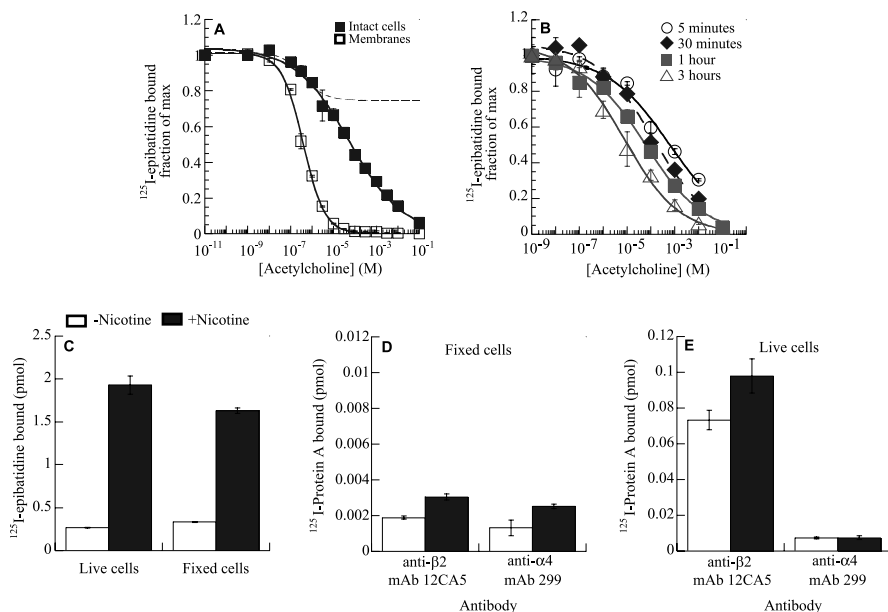 A
Intact cells
Membranes
1.2
1
0.8
0.6
0.4
0.2
0
¹²⁵I-epibatidine bound
fraction of max
10⁻¹¹ 10⁻⁹ 10⁻⁷ 10⁻⁵ 10⁻³ 10⁻¹
[Acetylcholine] (M)
B
5 minutes
30 minutes
1 hour
3 hours
1.2
1.0
0.8
0.6
0.4
0.2
0
¹²⁵I-epibatidine bound
fraction of max
10⁻⁹ 10⁻⁷ 10⁻⁵ 10⁻³ 10⁻¹
[Acetylcholine] (M)
-Nicotine +Nicotine
C
2.5
2
1.5
1
0.5
0
¹²⁵I-epibatidine bound (pmol)
Live cells Fixed cells
D
Fixed cells
0.012
0.01
0.008
0.006
0.004
0.002
0
¹²⁵I-Protein A bound (pmol)
anti-β2 anti-α4
mAb 12CA5 mAb 299
Antibody
E
Live cells
0.12
0.1
0.08
0.06
0.04
0.02
0
¹²⁵I-Protein A bound (pmol)
anti-β2 anti-α4
mAb 12CA5 mAb 299
Antibody